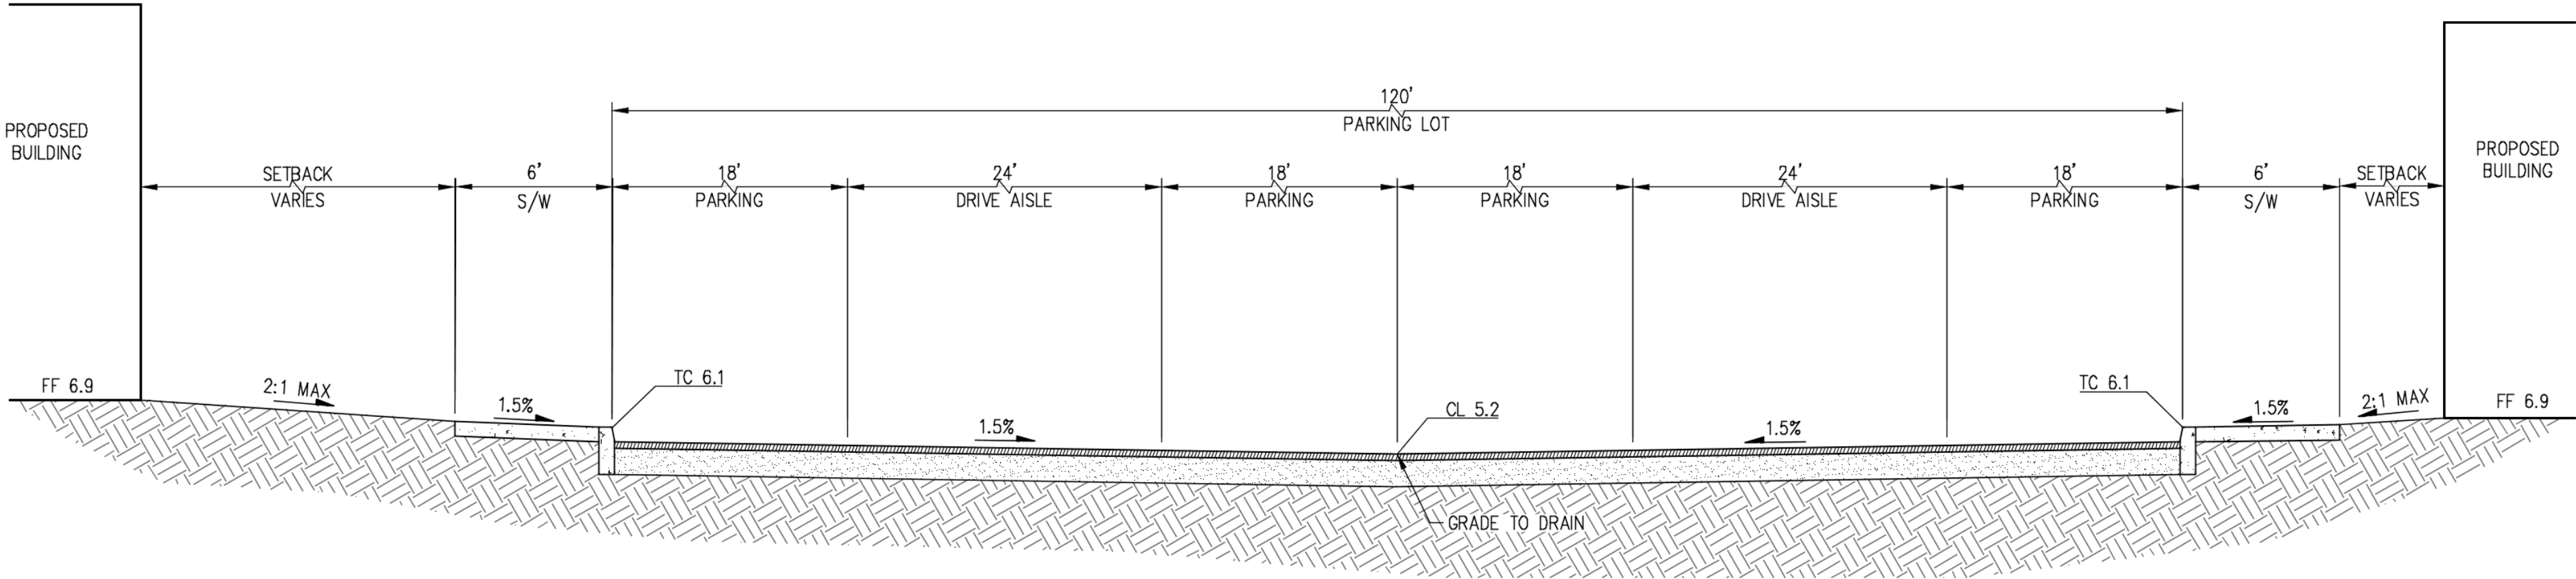 120'
PARKING LOT
PROPOSED
BUILDING
PROPOSED
BUILDING
SETBACK
VARIES
6'
S/W
18'
PARKING
24'
DRIVE AISLE
18'
PARKING
18'
PARKING
24'
DRIVE AISLE
18'
PARKING
6'
S/W
SETBACK
VARIES
FF 6.9
2:1 MAX
1.5%
TC 6.1
1.5%
CL 5.2
1.5%
TC 6.1
1.5%
2:1 MAX
FF 6.9
GRADE TO DRAIN